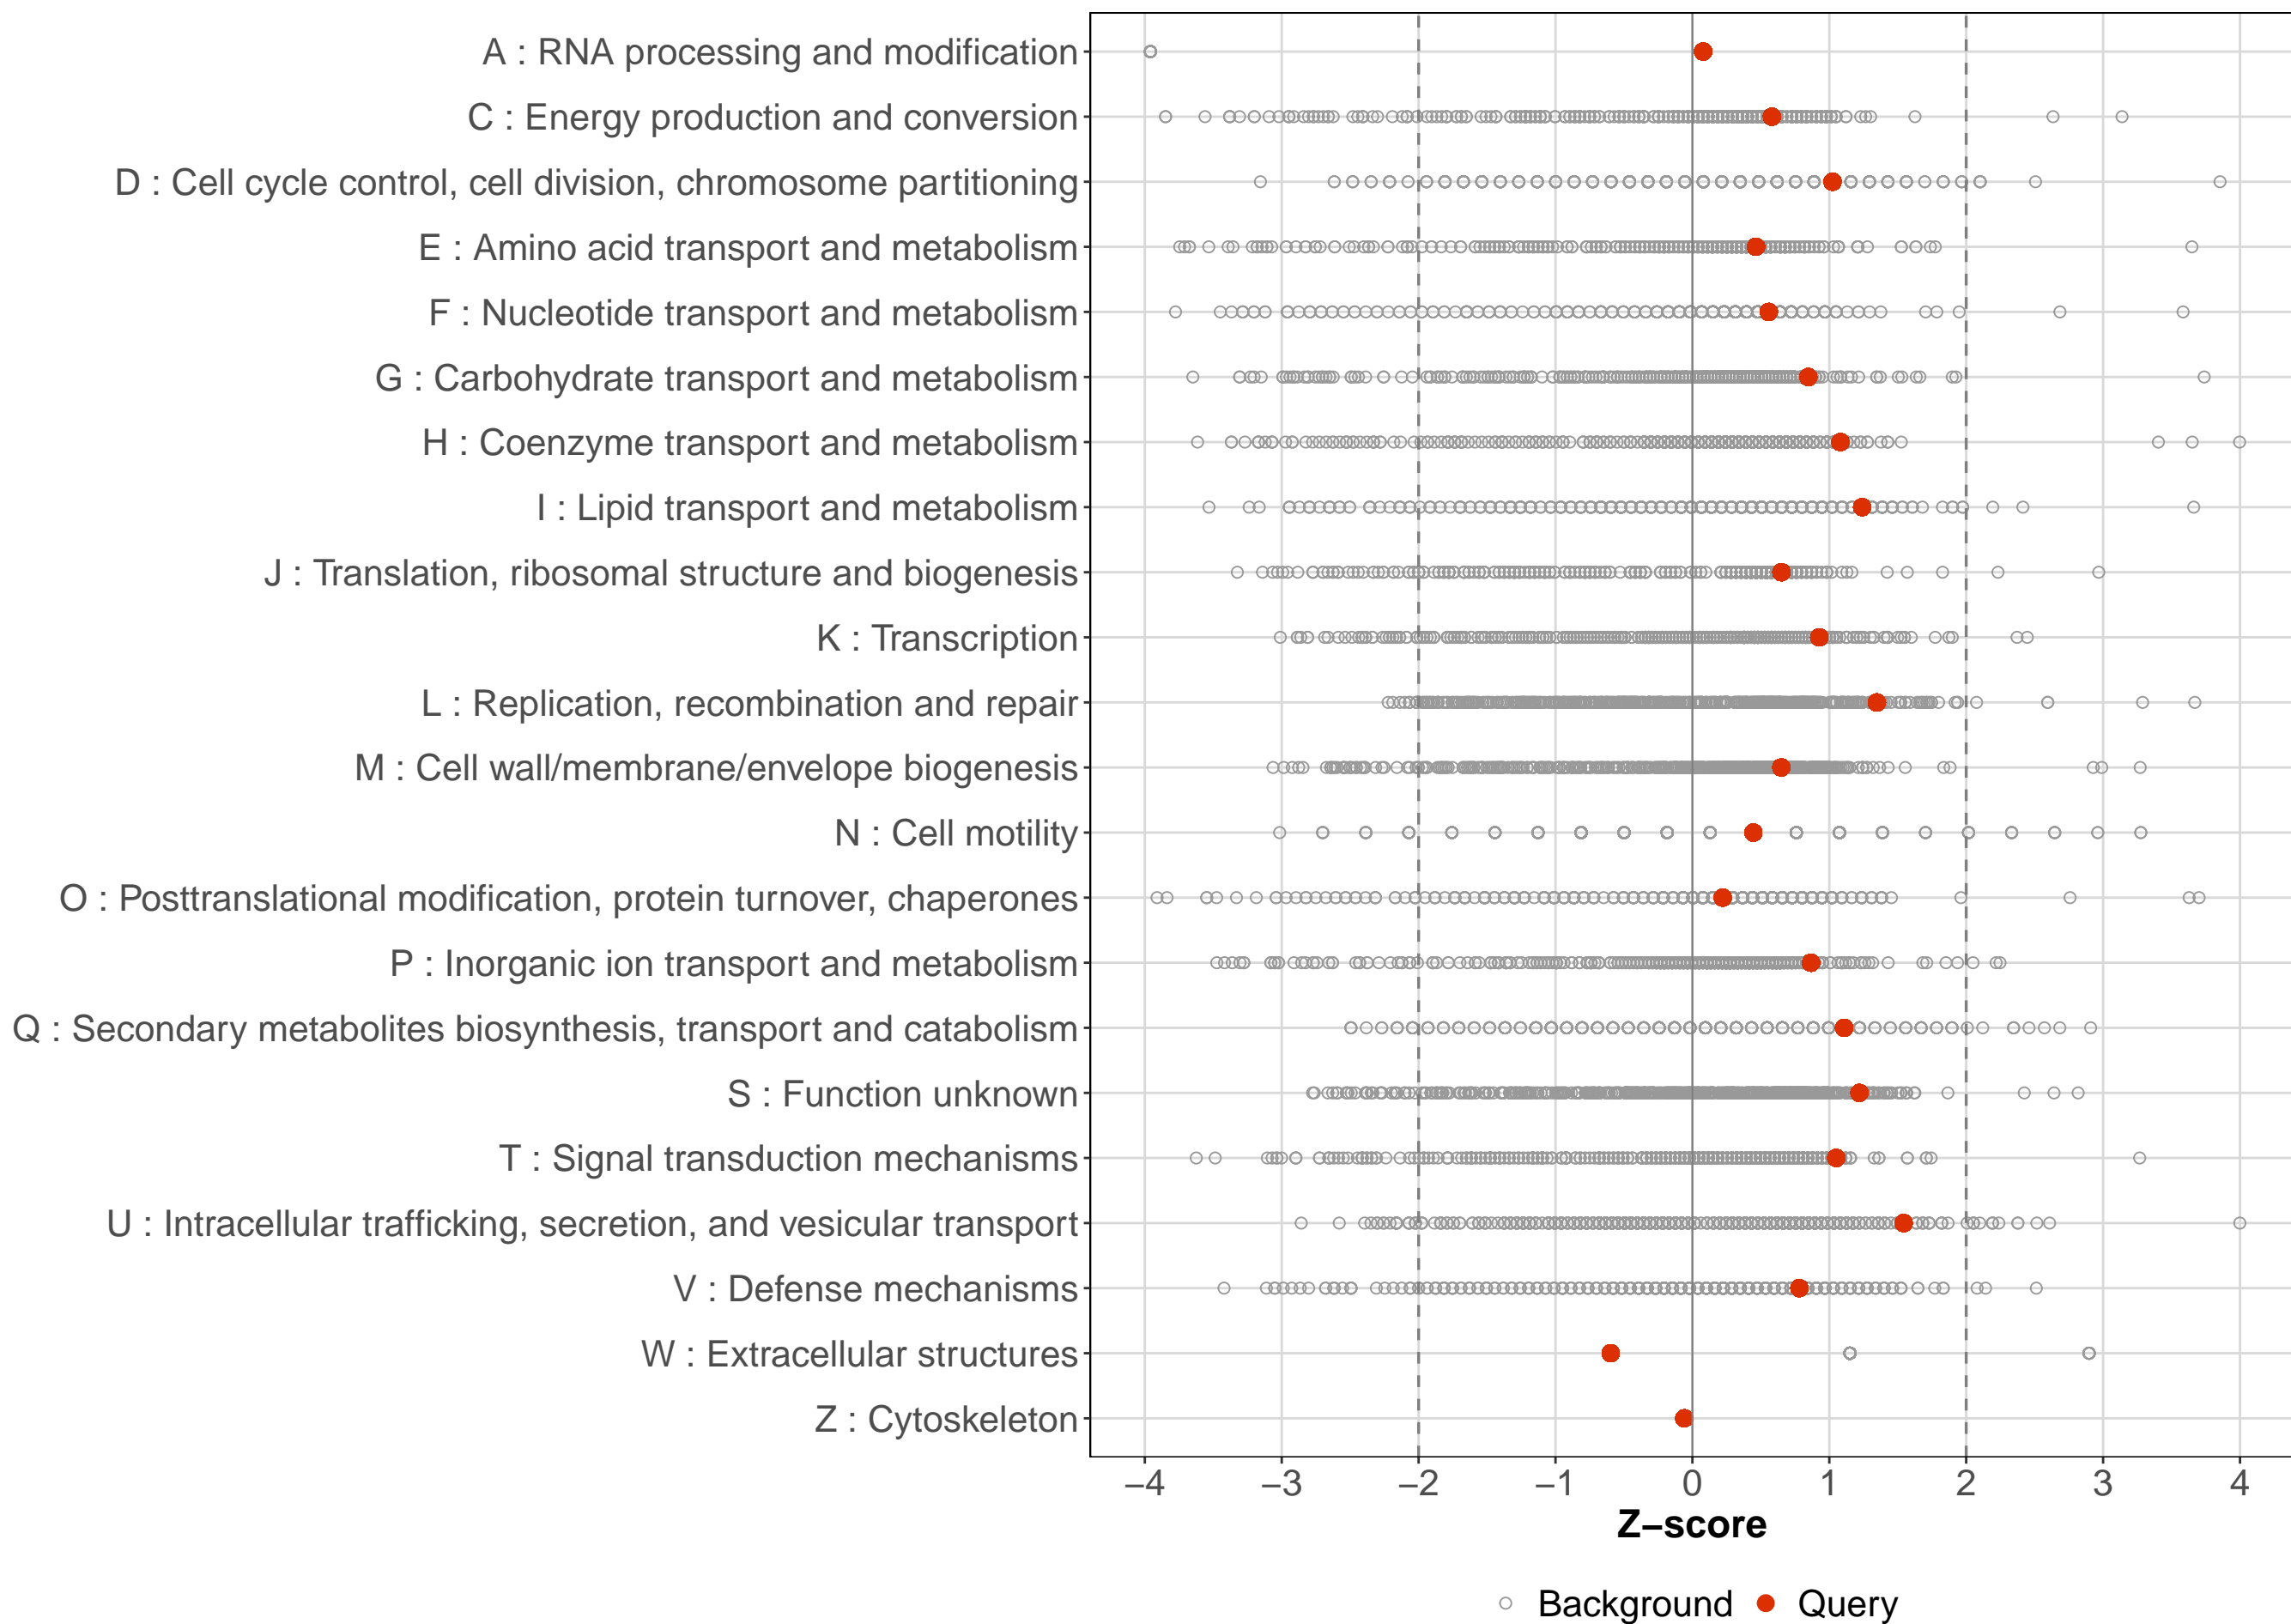 A : RNA processing and modification
C : Energy production and conversion
D : Cell cycle control, cell division, chromosome partitioning
E : Amino acid transport and metabolism
F : Nucleotide transport and metabolism
G : Carbohydrate transport and metabolism
H : Coenzyme transport and metabolism
I : Lipid transport and metabolism
J : Translation, ribosomal structure and biogenesis
K : Transcription
L : Replication, recombination and repair
M : Cell wall/membrane/envelope biogenesis
N : Cell motility
O : Posttranslational modification, protein turnover, chaperones
P : Inorganic ion transport and metabolism
Q : Secondary metabolites biosynthesis, transport and catabolism
S : Function unknown
T : Signal transduction mechanisms
U : Intracellular trafficking, secretion, and vesicular transport
V : Defense mechanisms
W : Extracellular structures
Z : Cytoskeleton
−4 −3 −2 −1 0 1 2 3 4
Z−score
Background Query